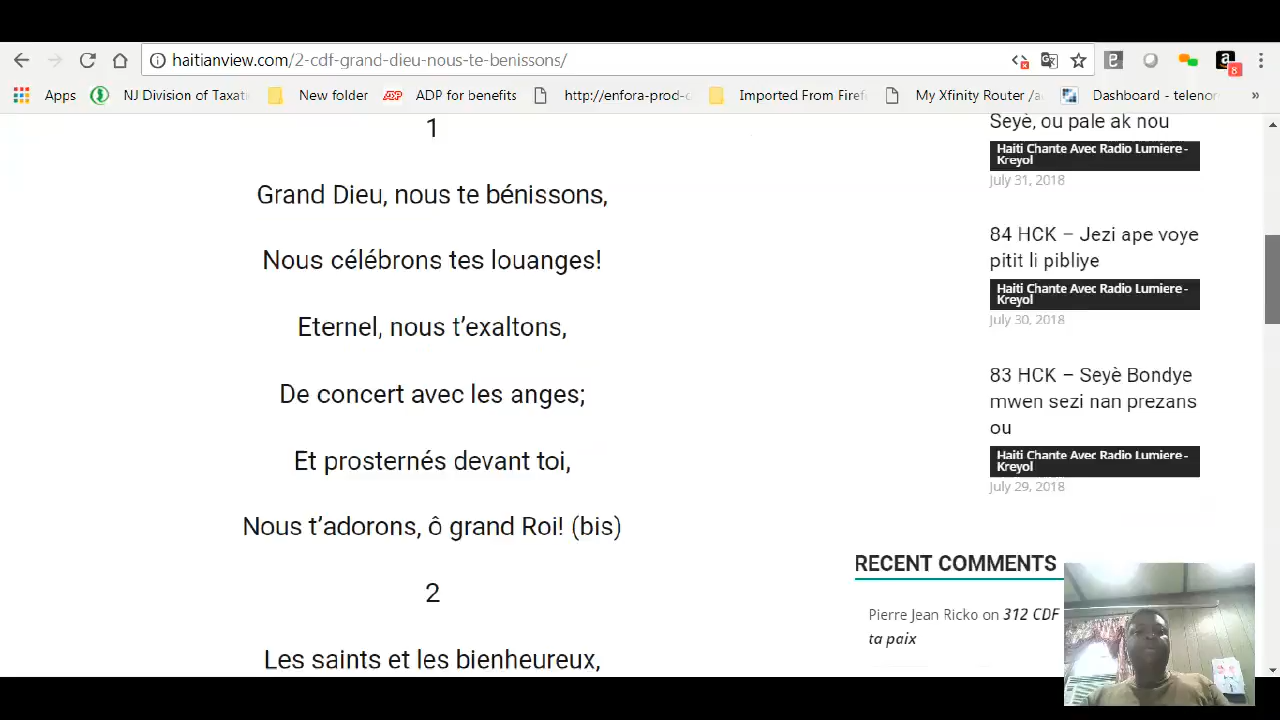 haitianview.com/2-cdf-grand-dieu-nous-te-benissons/
8
Apps NJ Division of Taxati New folder ADP for benefits http://enfora-prod- Imported From Firef My Xfinity Router / Dashboard - telenor »
1
Grand Dieu, nous te bénissons,
Nous célébrons tes louanges!
Eternel, nous t’exaltons,
De concert avec les anges;
Et prosternés devant toi,
Nous t’adorons, ô grand Roi! (bis)
2
Les saints et les bienheureux,
Seyè, ou pale ak nou
Haiti Chante Avec Radio Lumiere -
Kreyol
July 31, 2018
84 HCK – Jezi ape voye
pitit li pibliye
Haiti Chante Avec Radio Lumiere -
Kreyol
July 30, 2018
83 HCK – Seyè Bondye
mwen sezi nan prezans
ou
Haiti Chante Avec Radio Lumiere -
Kreyol
July 29, 2018
RECENT COMMENTS
Pierre Jean Ricko on 312 CDF
ta paix